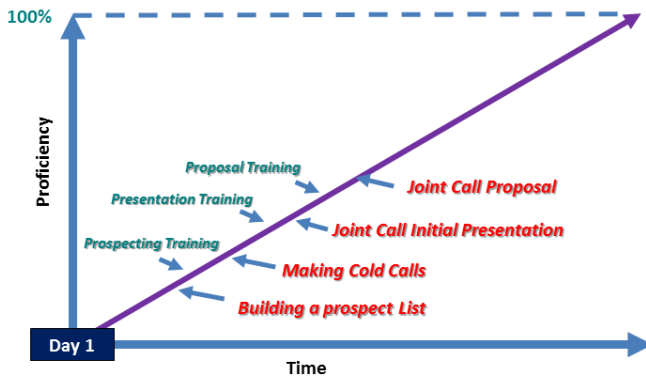 100%
Proficiency
Proposal Training
Joint Call Proposal
Presentation Training
Joint Call Initial Presentation
Prospecting Training
Making Cold Calls
Building a prospect List
Day 1
Time